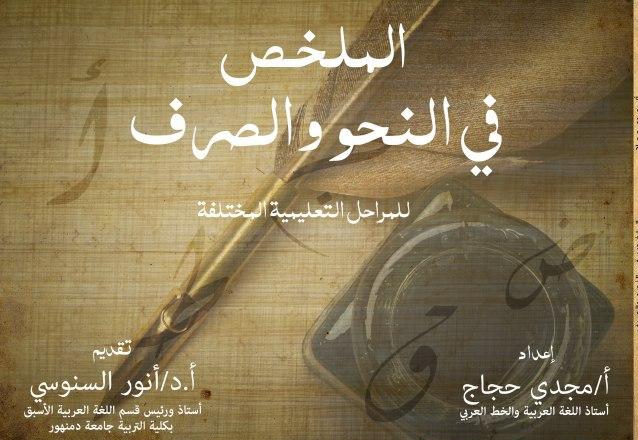 الملخص
في النحو والصرف
للمراحل التعليمية المختلفة
إعداد
أ/مجدي حجاج
أستاذ اللغة العربية والخط العربي
تقديم
أ.د/أنور السنوسي
أستاذ ورئيس قسم اللغة العربية الأسبق
بكلية التربية جامعة دمنهور
أ
ض
ق